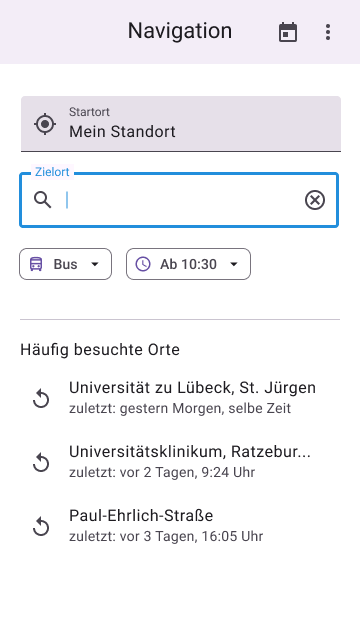 Navigation
Startort
Mein Standort
Zielort
Bus
Ab 10:30
Häufig besuchte Orte
Universität zu Lübeck, St. Jürgen
zuletzt: gestern Morgen, selbe Zeit
Universitätsklinikum, Ratzebur...
zuletzt: vor 2 Tagen, 9:24 Uhr
Paul-Ehrlich-Straße
zuletzt: vor 3 Tagen, 16:05 Uhr